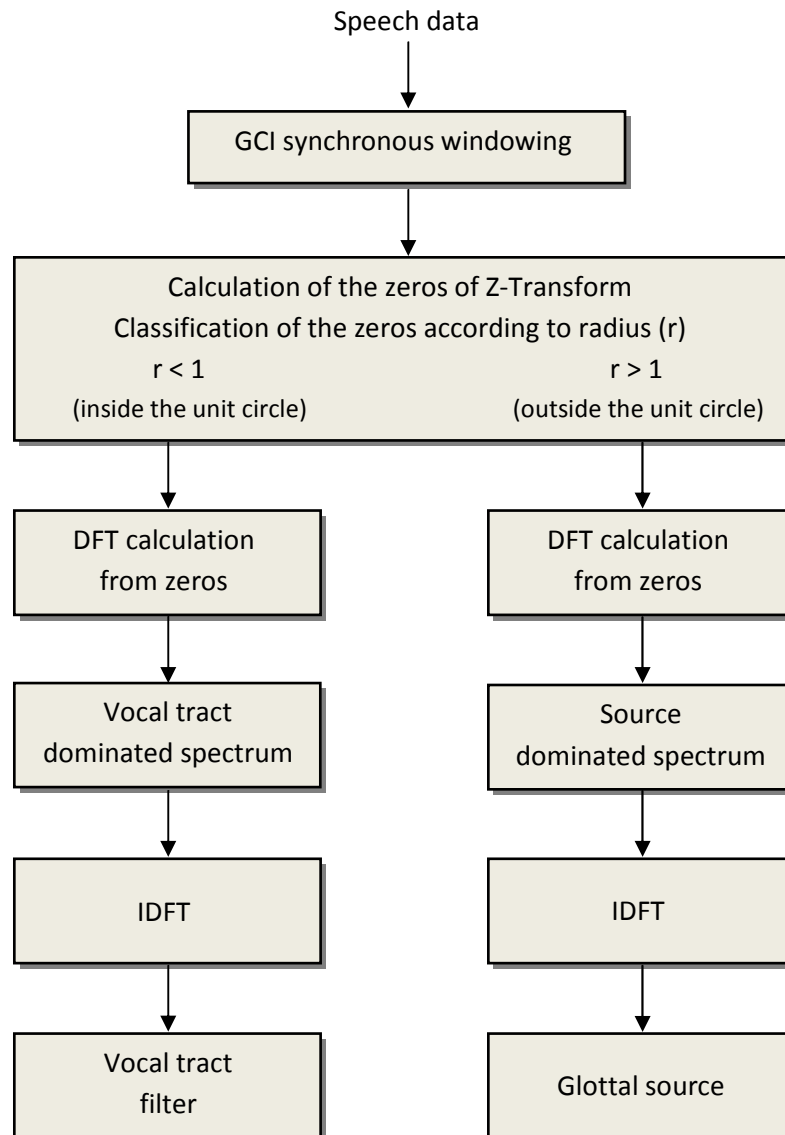 Speech data
GCI synchronous windowing
Calculation of the zeros of Z-Transform
Classification of the zeros according to radius (r)
r < 1
(inside the unit circle)
r > 1
(outside the unit circle)
DFT calculation
from zeros
Vocal tract
dominated spectrum
IDFT
Vocal tract
filter
DFT calculation
from zeros
Source
dominated spectrum
IDFT
Glottal source